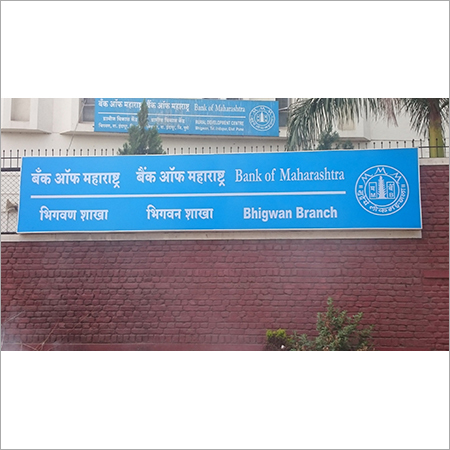 बँक ऑफ महाराष्ट्र बैंक ऑफ महाराष्ट्र Bank of Maharashtra
ग्रामीण विकास केंद्र ग्रामीण विकास केंद्र RURAL DEVELOPMENT CENTRE
बँक ऑफ महाराष्ट्र बैंक ऑफ महाराष्ट्र Bank of Maharashtra
भिगवण शाखा भिगवन शाखा Bhigwan Branch